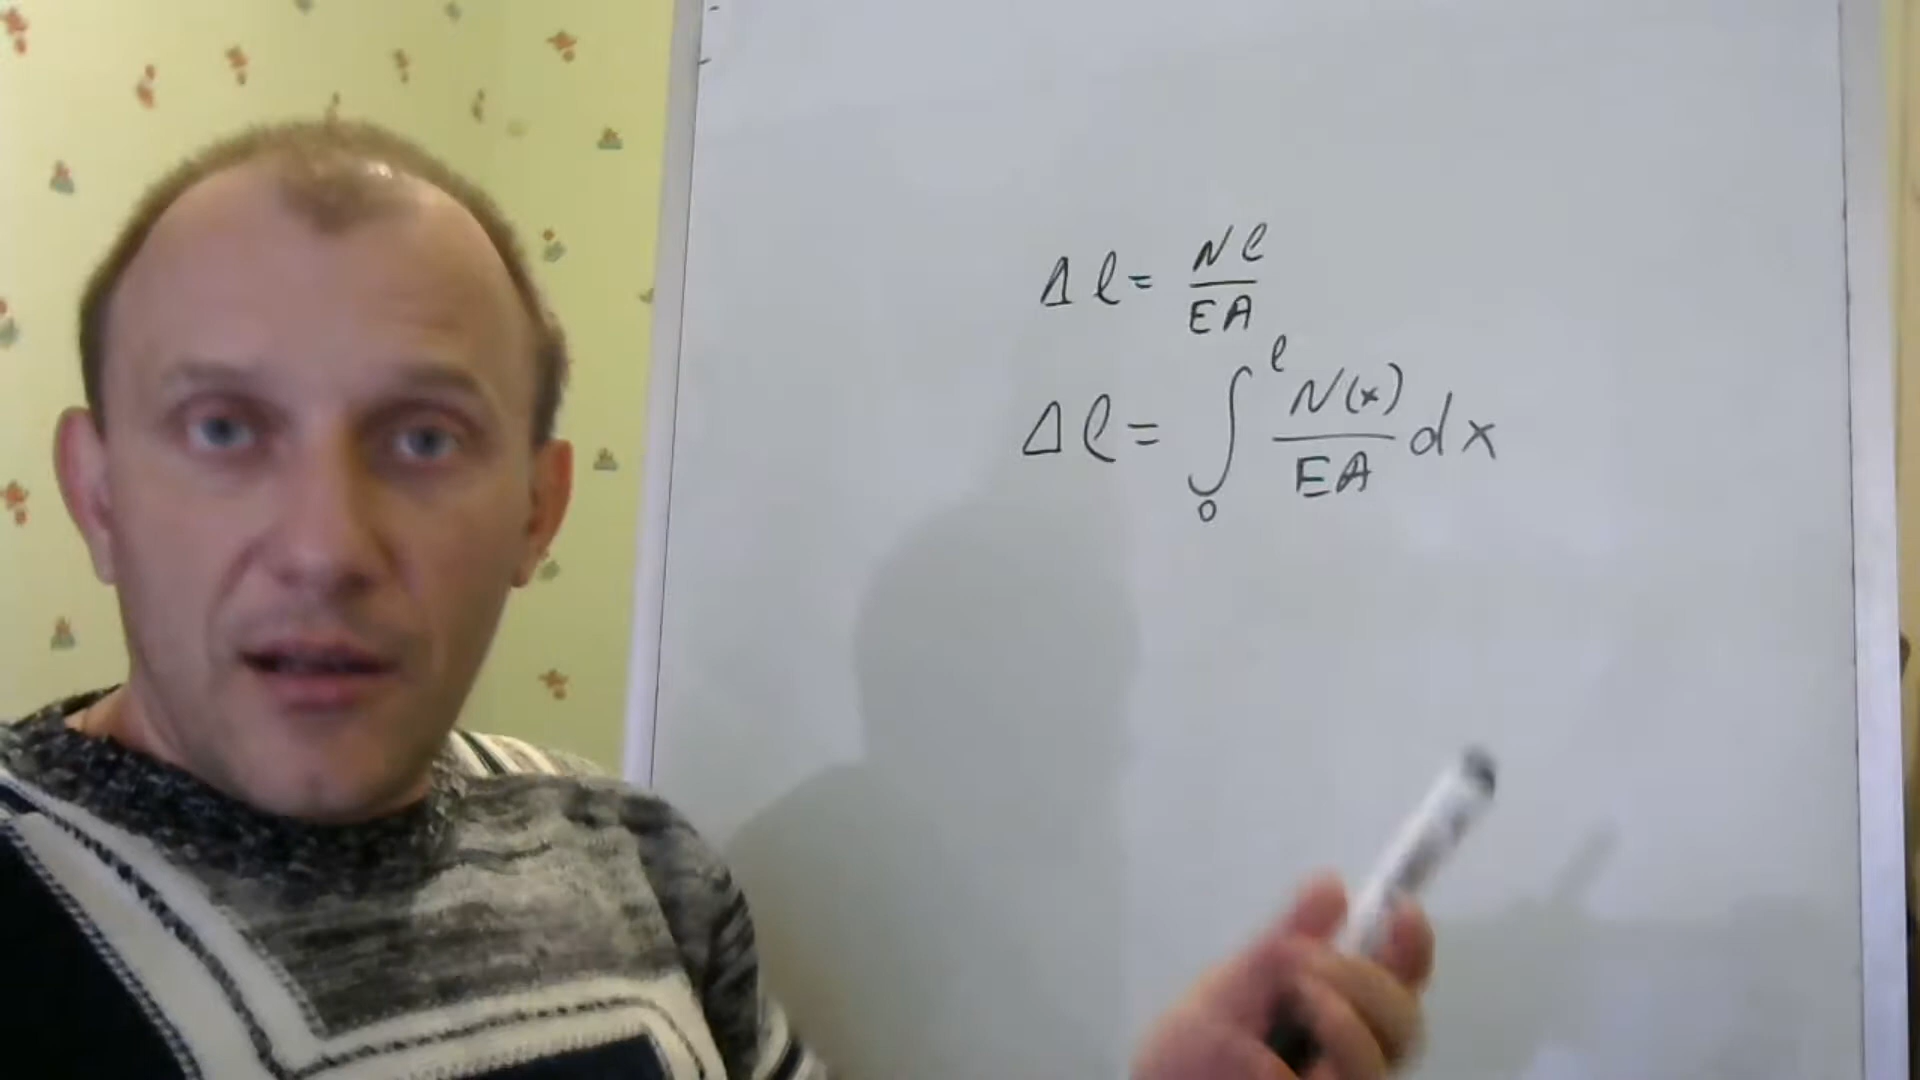 Δl = Nl/EA
Δl = ∫₀ˡ N(x)/EA dx